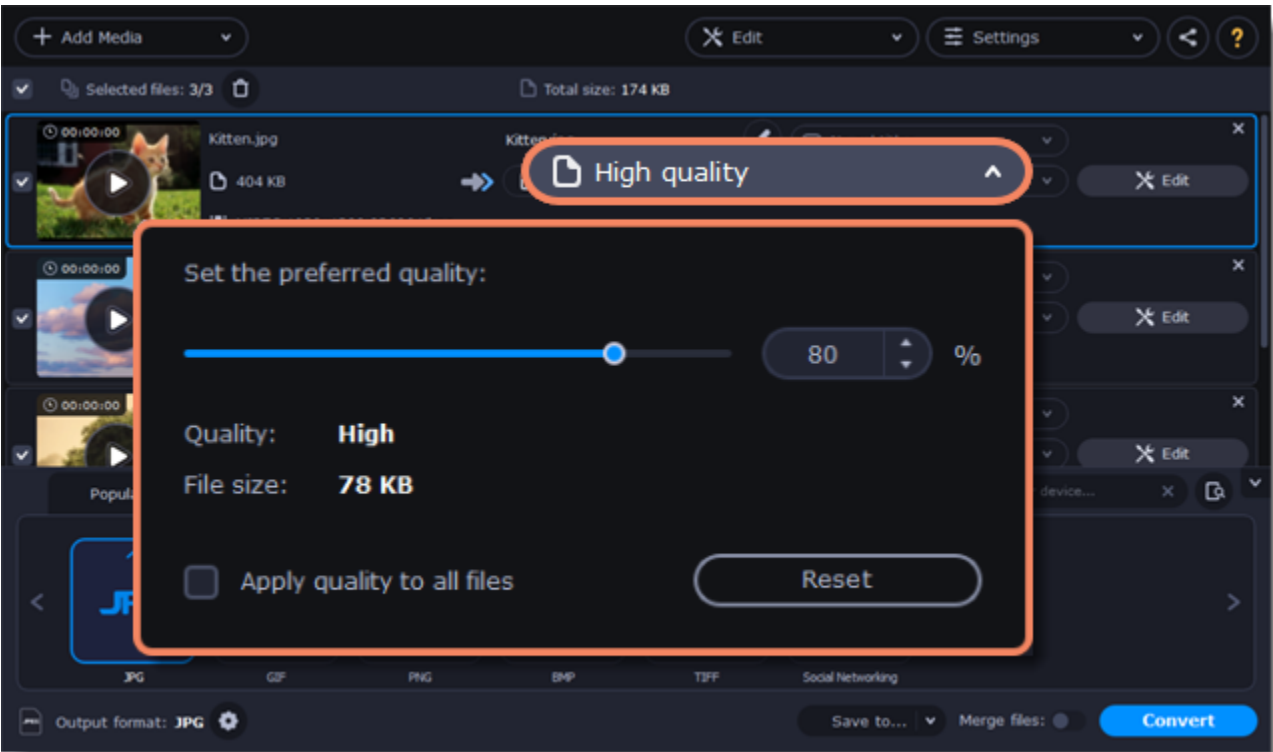 Add Media
Edit
Settings
?
Selected files: 3/3
Total size: 174 KB
00:00:00
Kitten.jpg
404 KB
High quality
Edit
00:00:00
Edit
00:00:00
Edit
Set the preferred quality:
80 %
Quality: High
File size: 78 KB
Apply quality to all files
Reset
device...
JPG
GIF
PNG
BMP
TIFF
Social Networking
Output format: JPG
Save to...
Merge files:
Convert